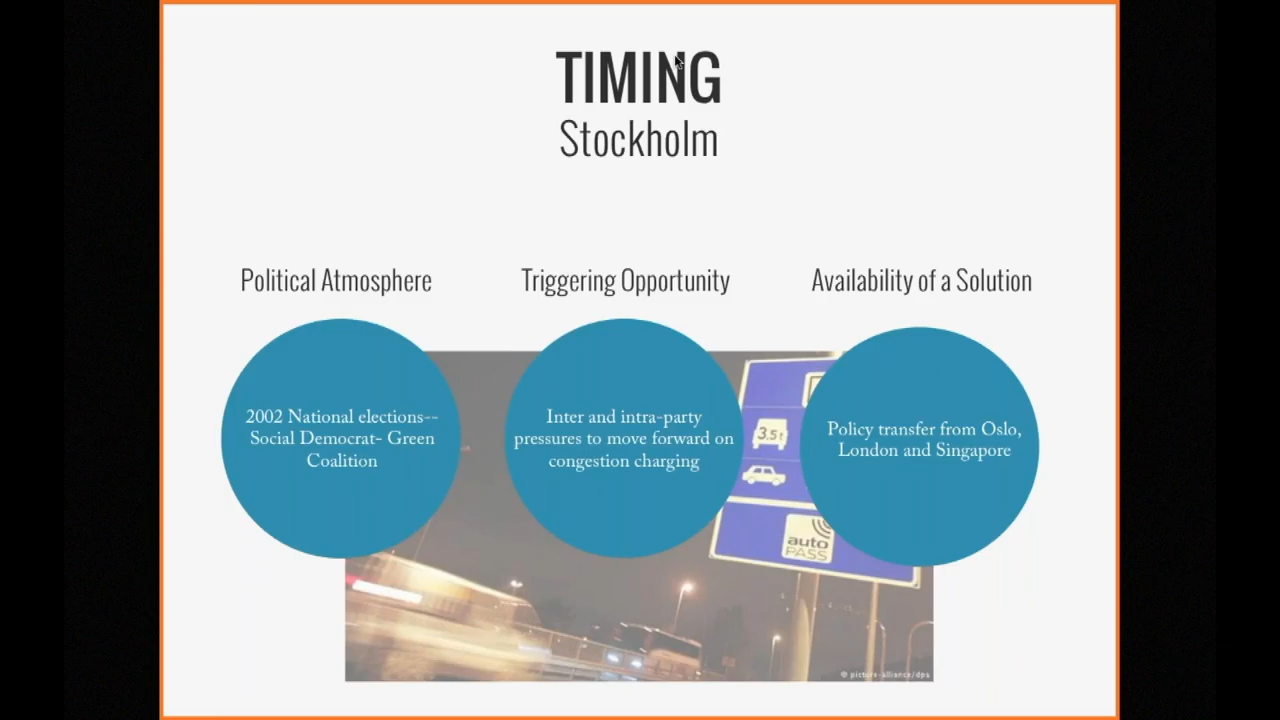 TIMING
Stockholm
Political Atmosphere
Triggering Opportunity
Availability of a Solution
2002 National elections--
Social Democrat- Green
Coalition
Inter and intra-party
pressures to move forward on
congestion charging
Policy transfer from Oslo,
London and Singapore
3.5 t
auto
PASS
© picture-alliance/dpa